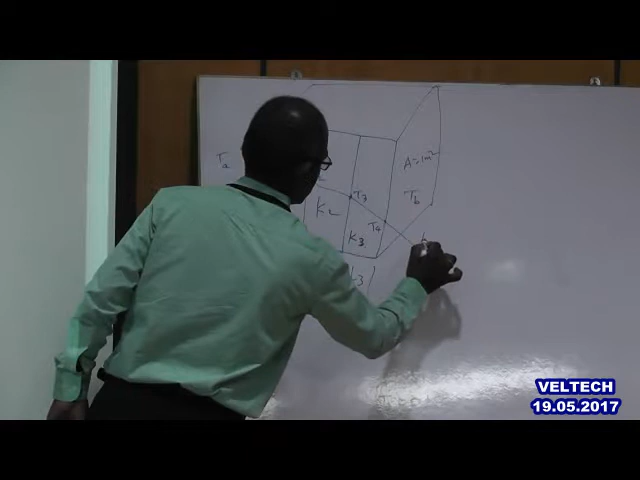 Ta
A=1m²
T3
Tb
K2
T4
K3
L3
VELTECH
19.05.2017